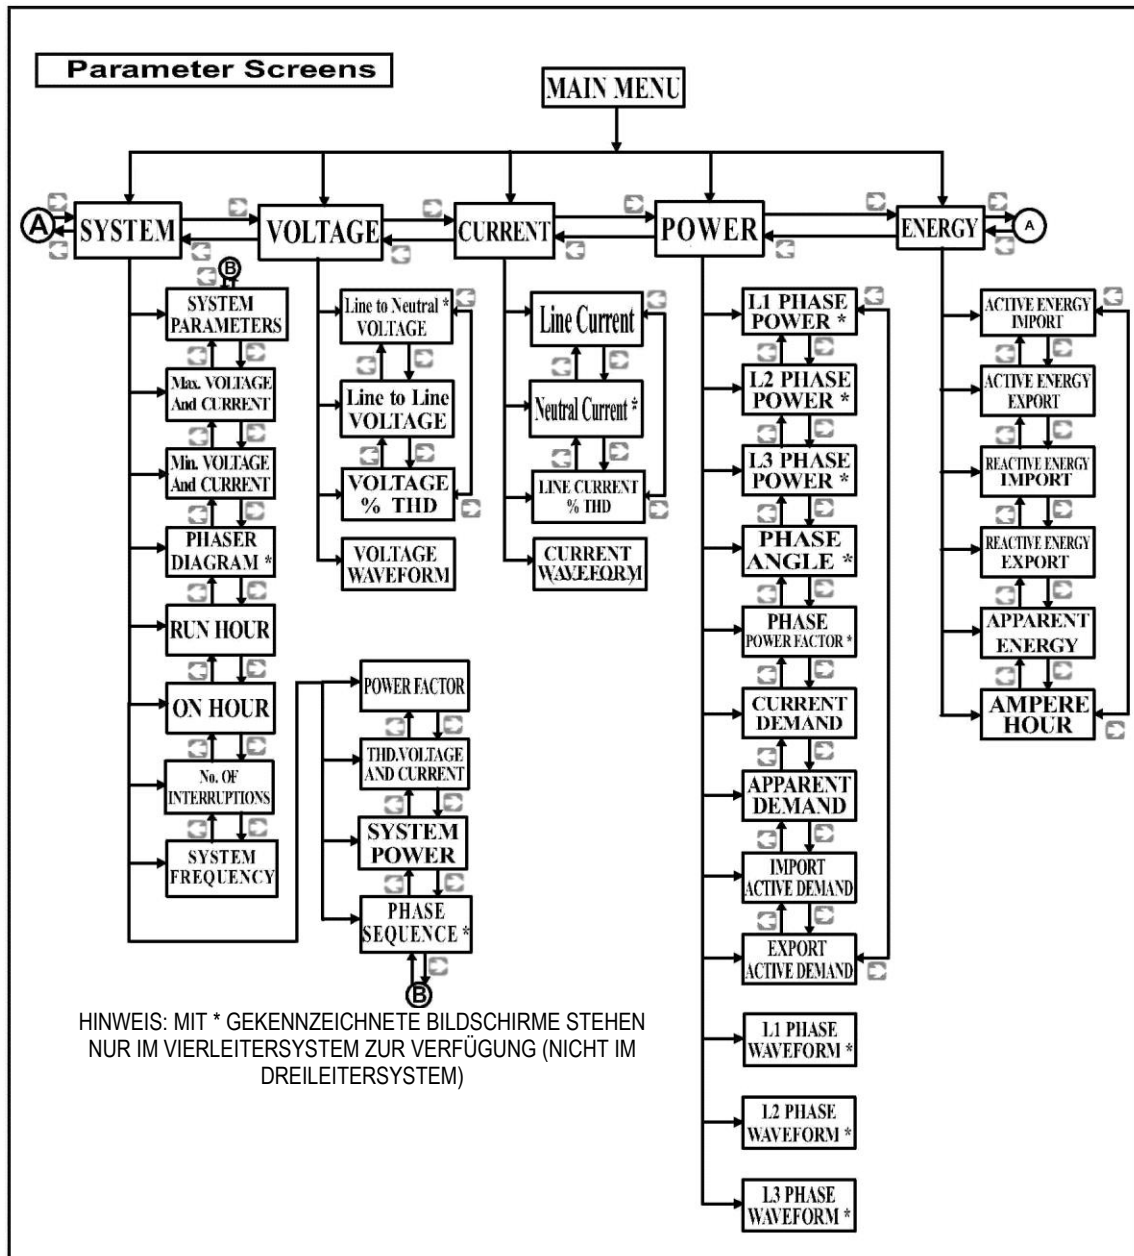 Parameter Screens
MAIN MENU
A
SYSTEM
VOLTAGE
CURRENT
POWER
ENERGY
A
B
SYSTEM
PARAMETERS
Max. VOLTAGE
And CURRENT
Min. VOLTAGE
And CURRENT
PHASER
DIAGRAM *
RUN HOUR
ON HOUR
No. OF
INTERRUPTIONS
SYSTEM
FREQUENCY
POWER FACTOR
THD.VOLTAGE
AND CURRENT
SYSTEM
POWER
PHASE
SEQUENCE *
B
Line to Neutral *
VOLTAGE
Line to Line
VOLTAGE
VOLTAGE
% THD
VOLTAGE
WAVEFORM
Line Current
Neutral Current *
LINE CURRENT
% THD
CURRENT
(WAVEFORM)
L1 PHASE
POWER *
L2 PHASE
POWER *
L3 PHASE
POWER *
PHASE
ANGLE *
PHASE
POWER FACTOR *
CURRENT
DEMAND
APPARENT
DEMAND
IMPORT
ACTIVE DEMAND
EXPORT
ACTIVE DEMAND
L1 PHASE
WAVEFORM *
L2 PHASE
WAVEFORM *
L3 PHASE
WAVEFORM *
ACTIVE ENERGY
IMPORT
ACTIVE ENERGY
EXPORT
REACTIVE ENERGY
IMPORT
REACTIVE ENERGY
EXPORT
APPARENT
ENERGY
AMPERE
HOUR
HINWEIS: MIT * GEKENNZEICHNETE BILDSCHIRME STEHEN
NUR IM VIERLEITERSYSTEM ZUR VERFÜGUNG (NICHT IM
DREILEITERSYSTEM)